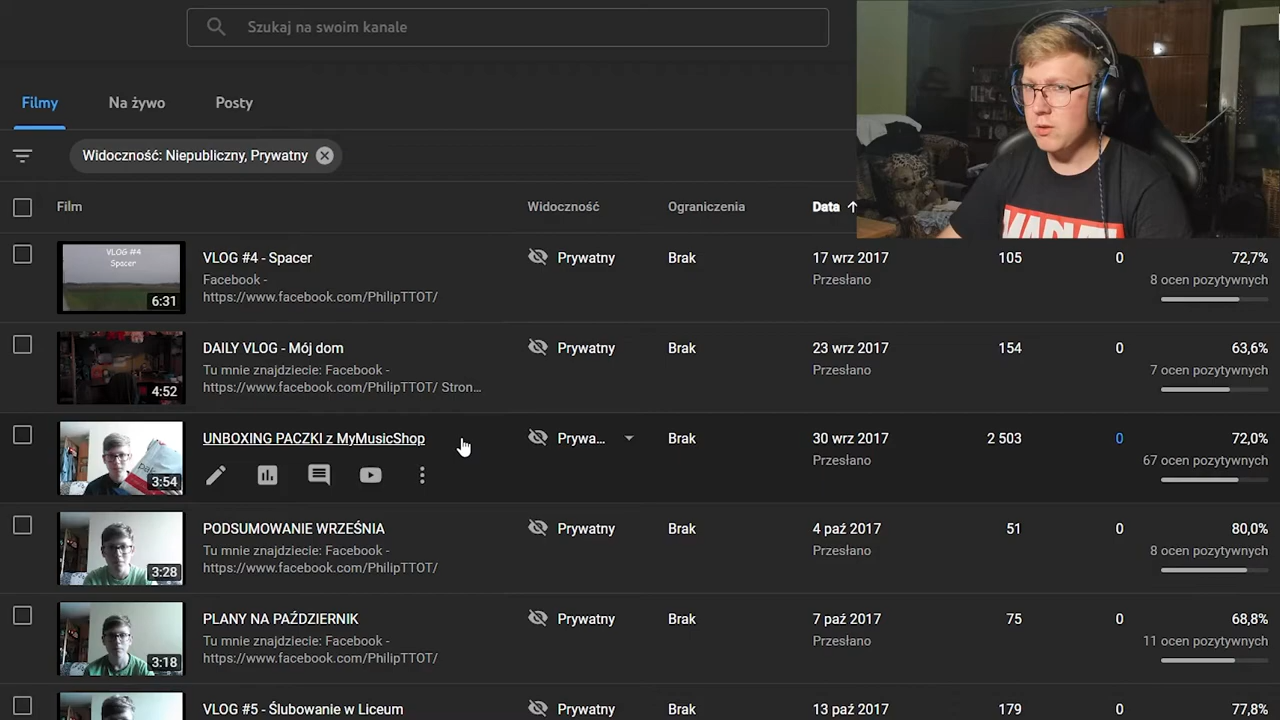 Szukaj na swoim kanale
Filmy
Na żywo
Posty
Widoczność: Niepubliczny, Prywatny
Film
Widoczność
Ograniczenia
Data
VLOG #4
Spacer
6:31
VLOG #4 - Spacer
Facebook -
https://www.facebook.com/PhilipTTOT/
Prywatny
Brak
17 wrz 2017
Przesłano
105
0
72,7%
8 ocen pozytywnych
4:52
DAILY VLOG - Mój dom
Tu mnie znajdziecie: Facebook -
https://www.facebook.com/PhilipTTOT/ Stron...
Prywatny
Brak
23 wrz 2017
Przesłano
154
0
63,6%
7 ocen pozytywnych
3:54
UNBOXING PACZKI z MyMusicShop
Prywa...
Brak
30 wrz 2017
Przesłano
2 503
0
72,0%
67 ocen pozytywnych
3:28
PODSUMOWANIE WRZEŚNIA
Tu mnie znajdziecie: Facebook -
https://www.facebook.com/PhilipTTOT/
Prywatny
Brak
4 paź 2017
Przesłano
51
0
80,0%
8 ocen pozytywnych
3:18
PLANY NA PAŹDZIERNIK
Tu mnie znajdziecie: Facebook -
https://www.facebook.com/PhilipTTOT/
Prywatny
Brak
7 paź 2017
Przesłano
75
0
68,8%
11 ocen pozytywnych
VLOG #5 - Ślubowanie w Liceum
Prywatny
Brak
13 paź 2017
179
0
77,8%